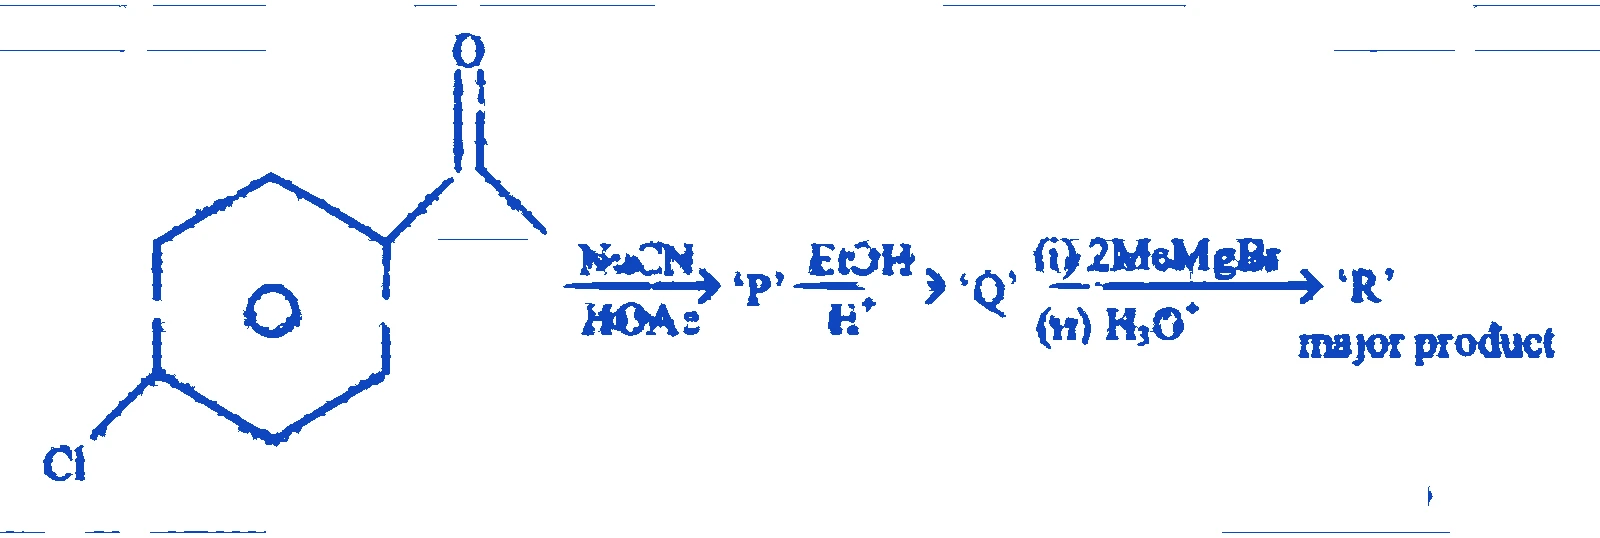 O
NaCN EtOH (i) 2MeMgBr
'P' 'Q' 'R'
HOAc H⁺ (ii) H₃O⁺
major product
Cl